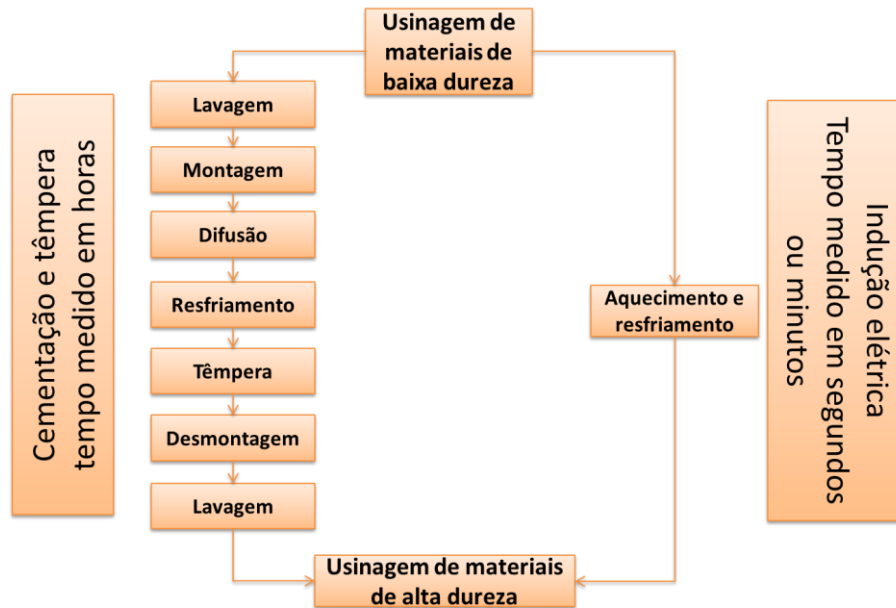 Usinagem de
materiais de
baixa dureza
Cementação e têmpera
tempo medido em horas
Lavagem
Montagem
Difusão
Resfriamento
Têmpera
Desmontagem
Lavagem
Aquecimento e
resfriamento
Indução elétrica
Tempo medido em segundos
ou minutos
Usinagem de materiais
de alta dureza